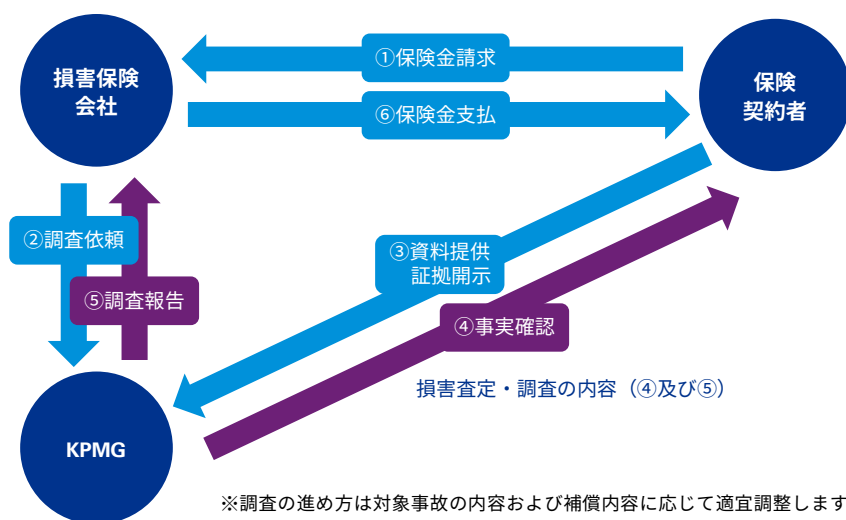 損害保険
会社
①保険金請求
⑥保険金支払
保険
契約者
②調査依頼
⑤調査報告
③資料提供
証拠開示
④事実確認
損害査定・調査の内容（④及び⑤）
KPMG
※調査の進め方は対象事故の内容および補償内容に応じて適宜調整します